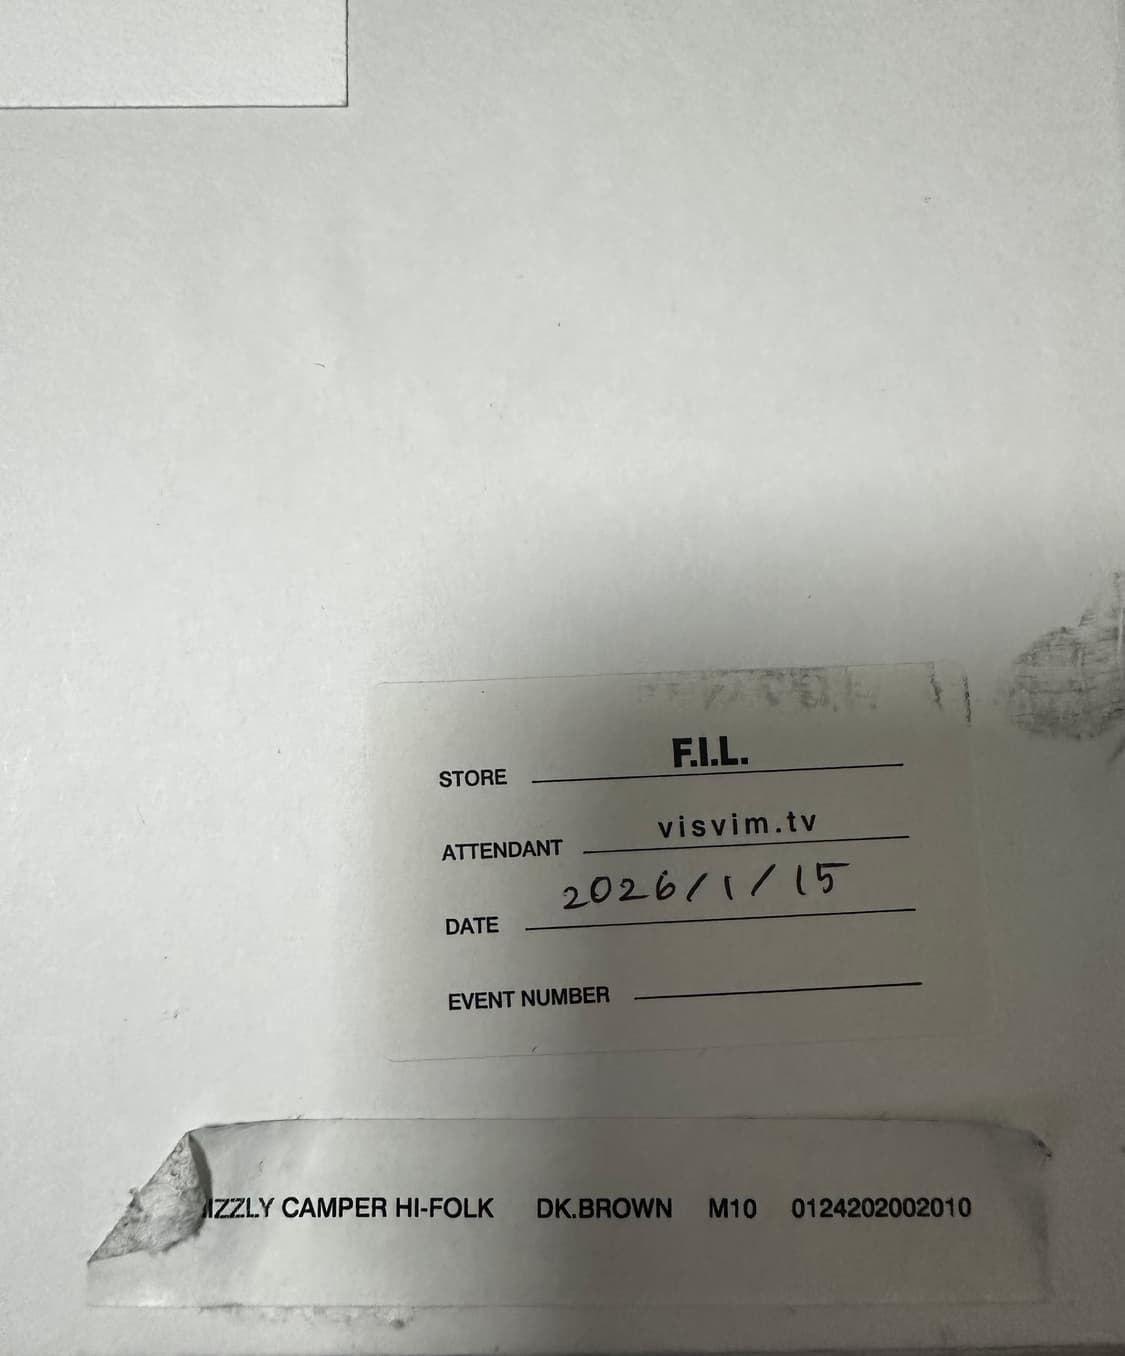 STORE F.I.L.
ATTENDANT visvim.tv
DATE 2026/1/15
EVENT NUMBER
IZZLY CAMPER HI-FOLK DK.BROWN M10 0124202002010